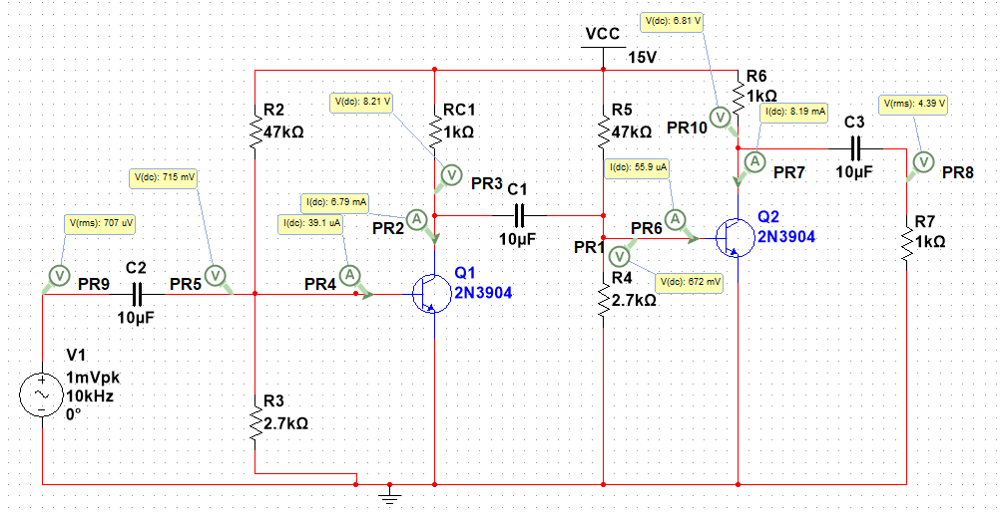 V(dc): 6.81 V
VCC
15V
R6
1kΩ
V(dc): 8.21 V
R2
47kΩ
RC1
1kΩ
R5
47kΩ
PR10
I(dc): 8.19 mA
C3
V(rms): 4.39 V
10µF
PR7
PR8
V(dc): 715 mV
PR3
C1
10µF
I(dc): 55.9 uA
I(dc): 6.79 mA
I(dc): 39.1 uA
PR2
PR6
Q2
2N3904
R7
1kΩ
V(rms): 707 uV
PR1
C2
PR9
PR5
PR4
10µF
Q1
2N3904
V(dc): 672 mV
R4
2.7kΩ
V1
1mVpk
10kHz
0°
R3
2.7kΩ